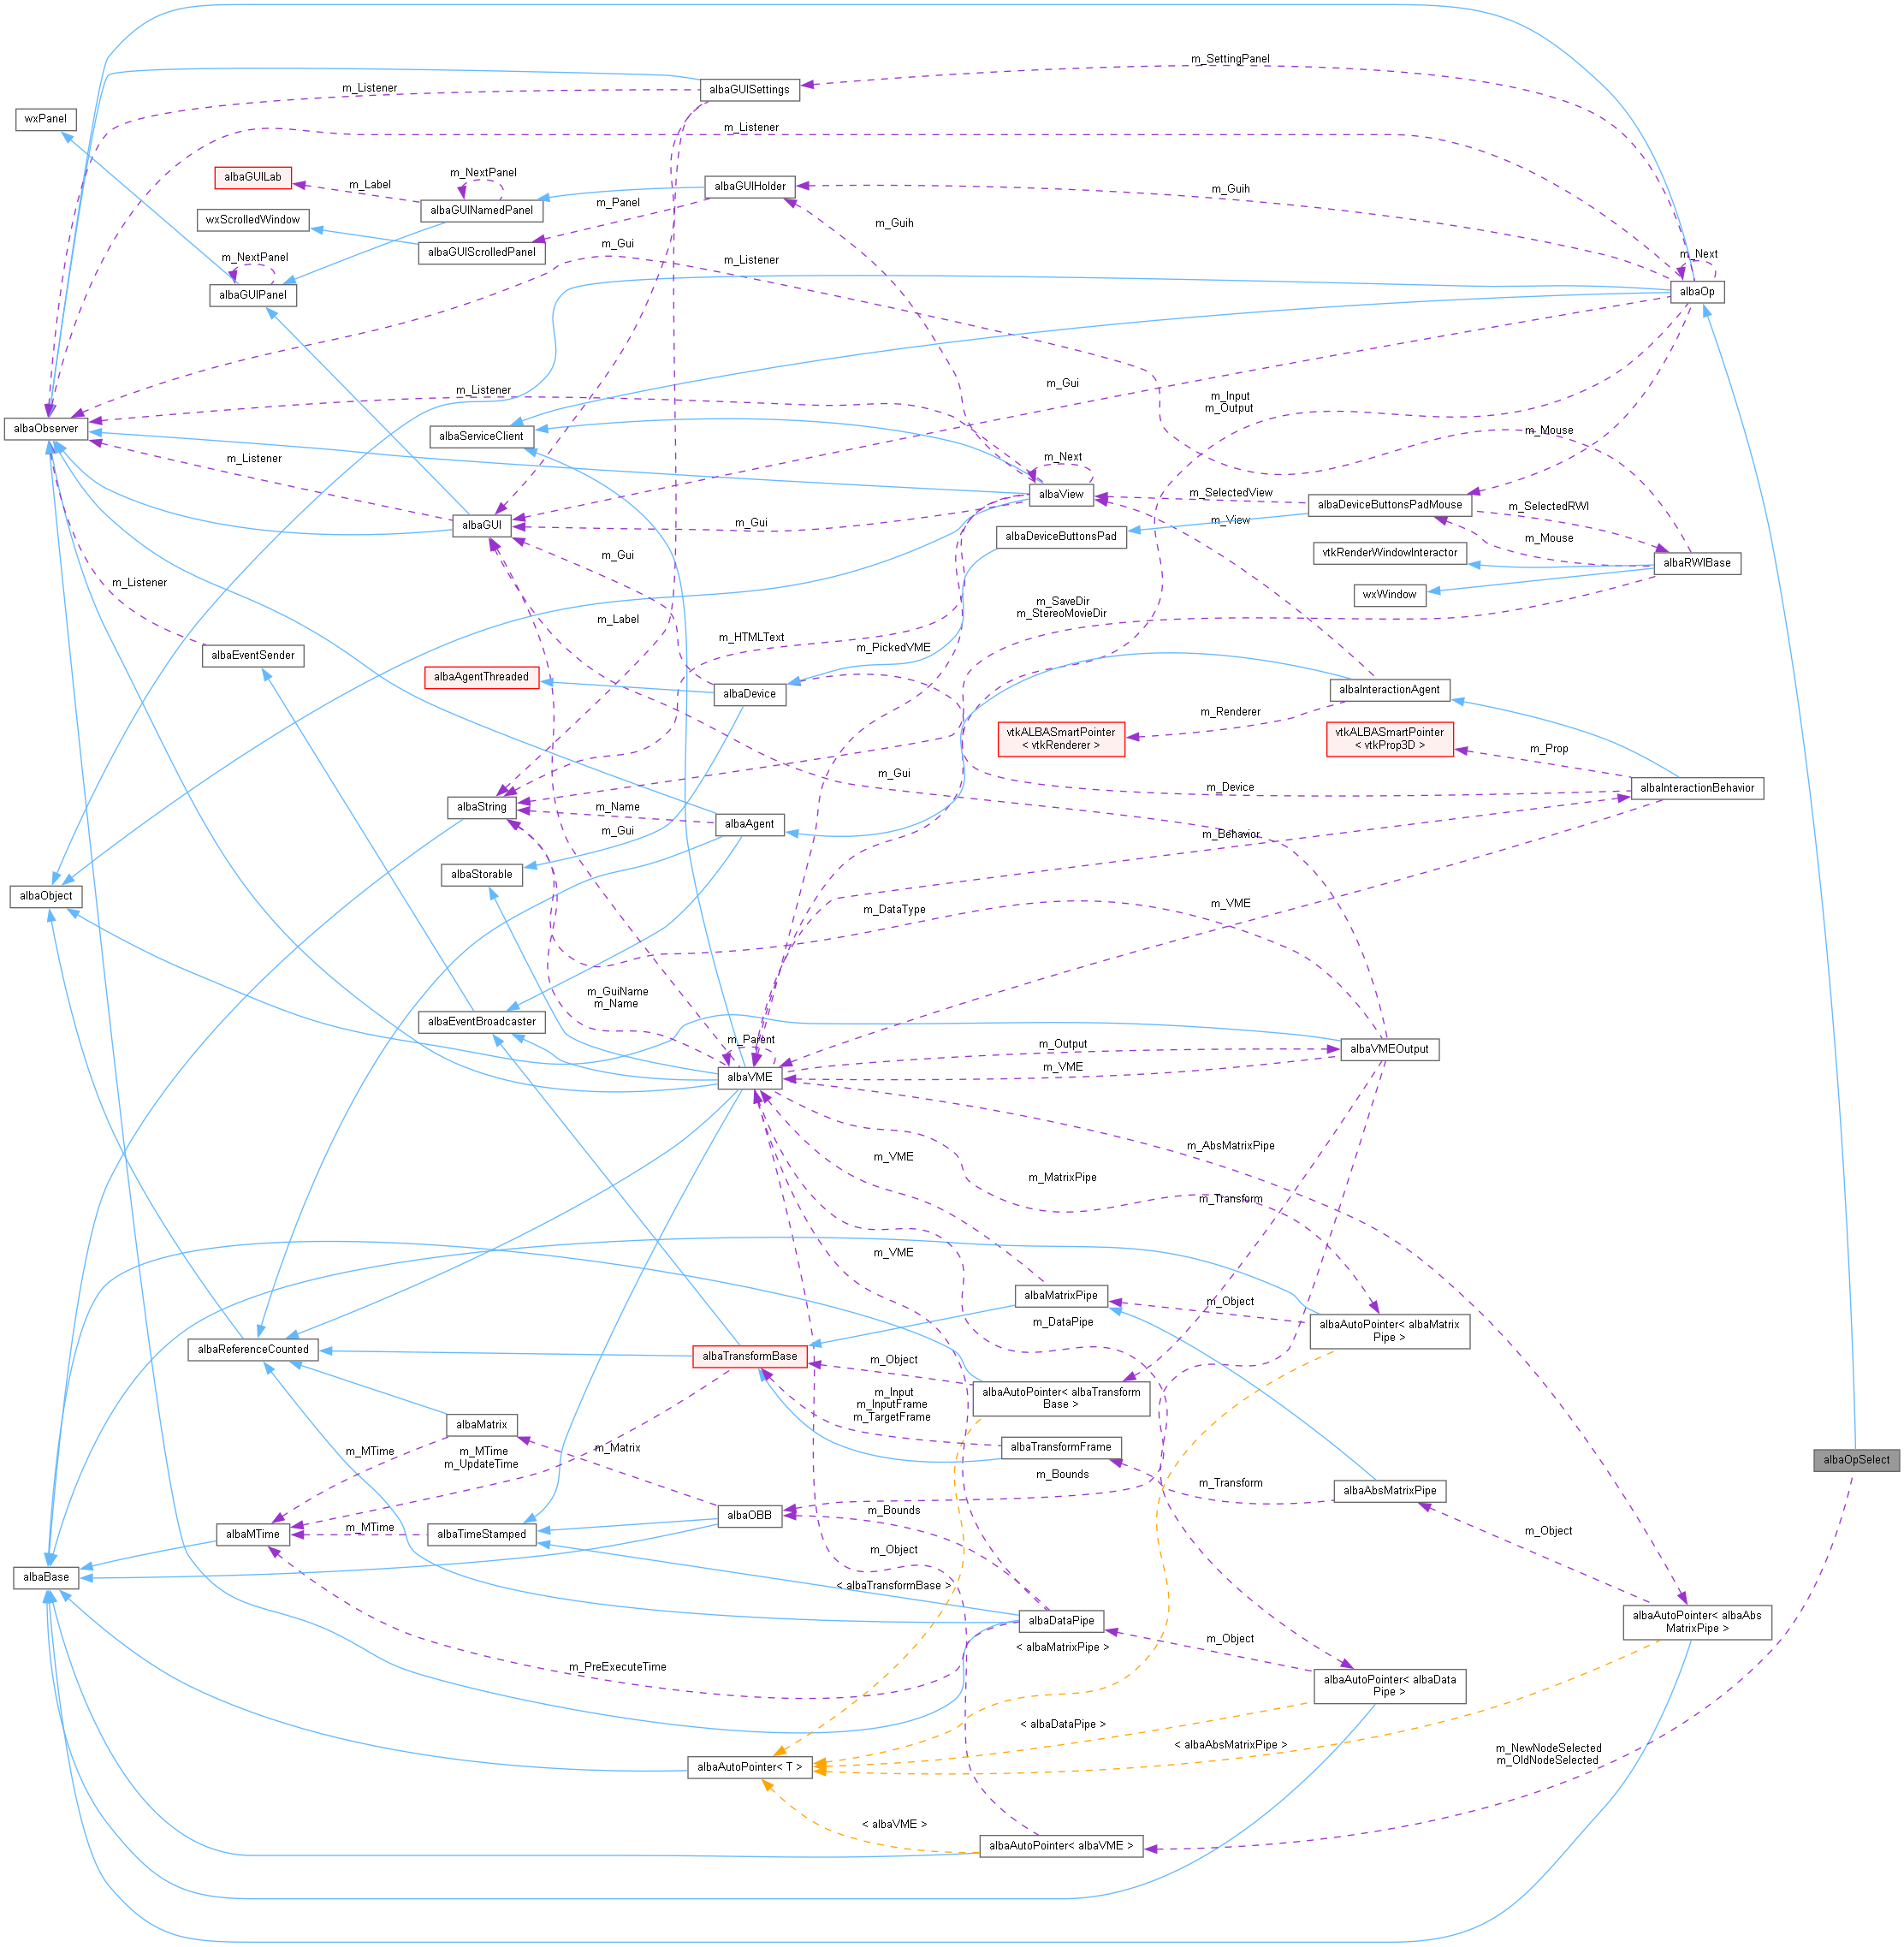 m_SettingPanel
albaGUISettings
m_Listener
wxPanel
m_Listener
albaGUILab
m_Label
m_NextPanel
albaGUINamedPanel
albaGUIHolder
m_Guih
wxScrolledWindow
m_Panel
m_Guih
albaGUIScrolledPanel
m_Gui
m_NextPanel
m_Listener
m_Next
albaGUIPanel
albaOp
m_Listener
m_Gui
m_Input
m_Output
albaObserver
albaServiceClient
m_Mouse
m_Listener
m_Next
albaView
m_SelectedView
albaDeviceButtonsPadMouse
m_SelectedRWI
albaGUI
m_Gui
m_View
albaDeviceButtonsPad
m_Mouse
vtkRenderWindowInteractor
albaRWIBase
m_Gui
m_Listener
wxWindow
m_SaveDir
m_StereoMovieDir
m_Label
m_HTMLText
m_PickedVME
albaEventSender
albaAgentThreaded
albaDevice
albaInteractionAgent
m_Renderer
vtkALBASmartPointer
< vtkRenderer >
vtkALBASmartPointer
< vtkProp3D >
m_Prop
m_Gui
m_Device
albaInteractionBehavior
albaString
m_Name
albaAgent
m_Gui
m_Behavior
albaStorable
albaObject
m_DataType
m_VME
m_GuiName
m_Name
albaEventBroadcaster
m_Parent
albaVME
m_Output
m_VME
albaVMEOutput
m_AbsMatrixPipe
m_VME
m_MatrixPipe
m_Transform
m_VME
albaMatrixPipe
m_DataPipe
m_Object
albaAutoPointer< albaMatrix
Pipe >
albaReferenceCounted
albaTransformBase
m_Object
albaAutoPointer< albaTransform
Base >
m_Input
m_InputFrame
m_TargetFrame
albaMatrix
m_MTime
m_MTime
m_UpdateTime
m_Matrix
albaTransformFrame
albaOpSelect
m_Bounds
m_Transform
albaAbsMatrixPipe
m_Bounds
albaOBB
albaMTime
m_MTime
albaTimeStamped
m_Object
m_Object
albaBase
< albaTransformBase >
albaDataPipe
albaAutoPointer< albaAbs
MatrixPipe >
m_Object
< albaMatrixPipe >
m_PreExecuteTime
albaAutoPointer< albaData
Pipe >
< albaDataPipe >
< albaAbsMatrixPipe >
m_NewNodeSelected
m_OldNodeSelected
albaAutoPointer< T >
< albaVME >
albaAutoPointer< albaVME >